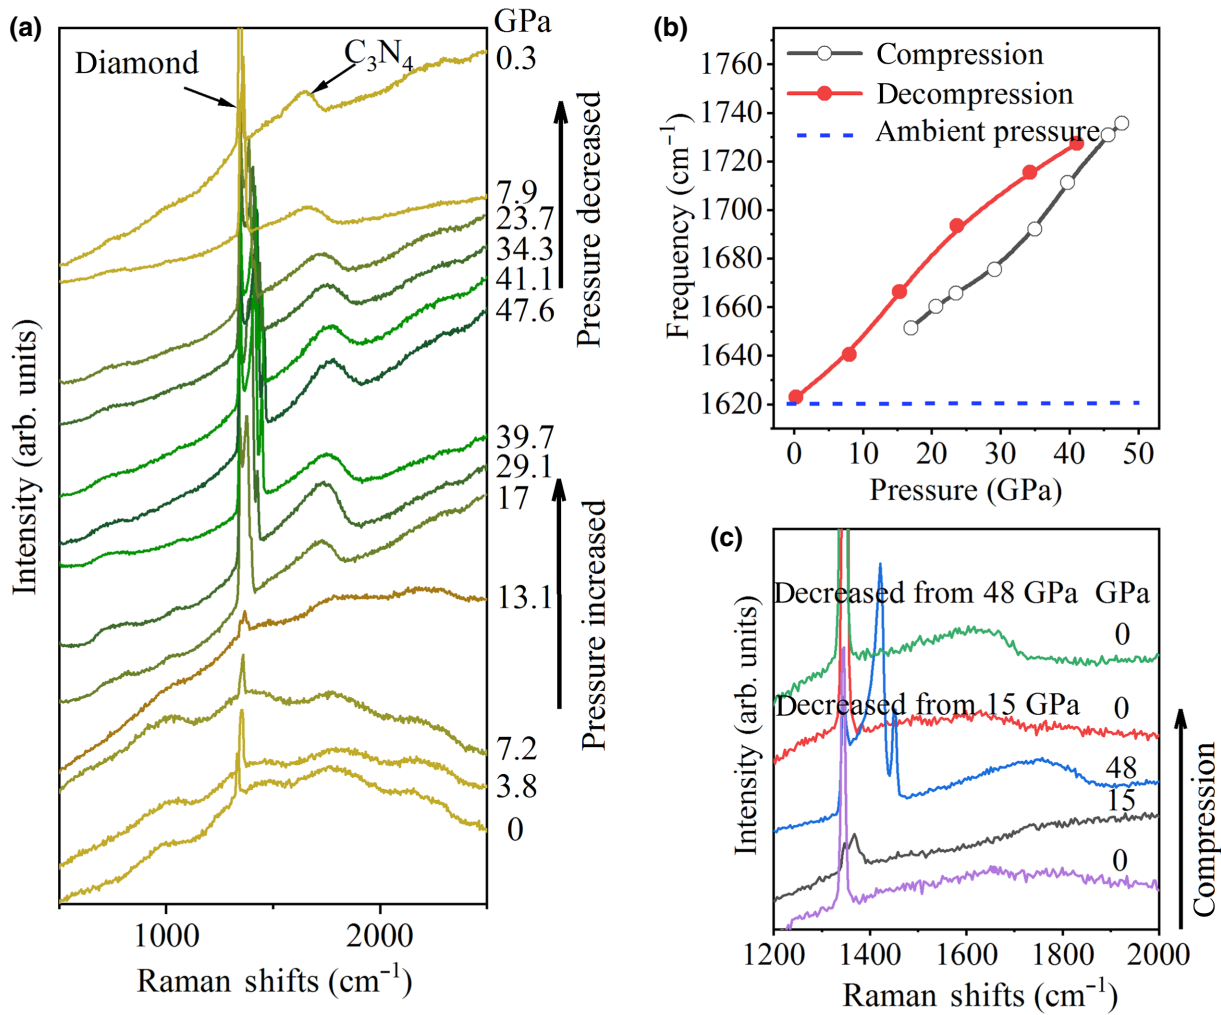 (a)
GPa
0.3
Diamond
C₃N₄
7.9
23.7
34.3
41.1
47.6
39.7
29.1
17
13.1
7.2
3.8
0
Pressure decreased
Pressure increased
Intensity (arb. units)
1000 2000
Raman shifts (cm⁻¹)
(b)
Compression
Decompression
Ambient pressure
1760
1740
1720
1700
1680
1660
1640
1620
Frequency (cm⁻¹)
0 10 20 30 40 50
Pressure (GPa)
(c)
Decreased from 48 GPa GPa
0
Decreased from 15 GPa 0
48
15
0
Compression
Intensity (arb. units)
1200 1400 1600 1800 2000
Raman shifts (cm⁻¹)